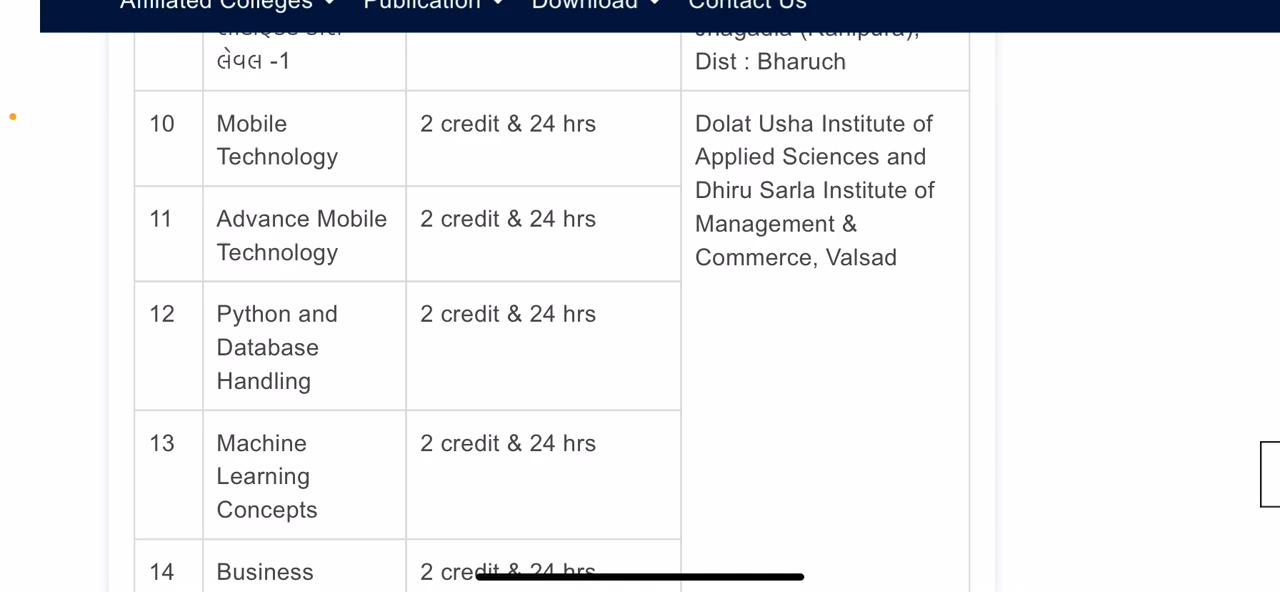 Affiliated Colleges Publication Download Contact Us
લેવલ -1
Jhagadia (Ranipura),
Dist : Bharuch
10 Mobile Technology 2 credit & 24 hrs
Dolat Usha Institute of
Applied Sciences and
Dhiru Sarla Institute of
Management &
Commerce, Valsad
11 Advance Mobile Technology 2 credit & 24 hrs
12 Python and Database Handling 2 credit & 24 hrs
13 Machine Learning Concepts 2 credit & 24 hrs
14 Business 2 credit & 24 hrs